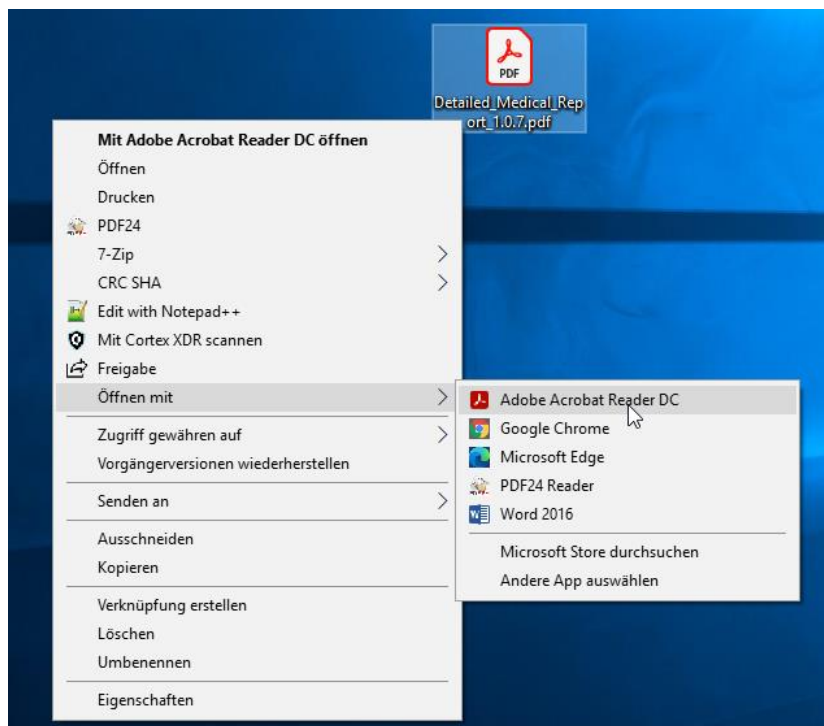 PDF
Detailed_Medical_Rep
ort_1.0.7.pdf
Mit Adobe Acrobat Reader DC öffnen
Öffnen
Drucken
PDF24
7-Zip
CRC SHA
Edit with Notepad++
Mit Cortex XDR scannen
Freigabe
Öffnen mit
Zugriff gewähren auf
Vorgängerversionen wiederherstellen
Senden an
Ausschneiden
Kopieren
Verknüpfung erstellen
Löschen
Umbenennen
Eigenschaften
Adobe Acrobat Reader DC
Google Chrome
Microsoft Edge
PDF24 Reader
Word 2016
Microsoft Store durchsuchen
Andere App auswählen